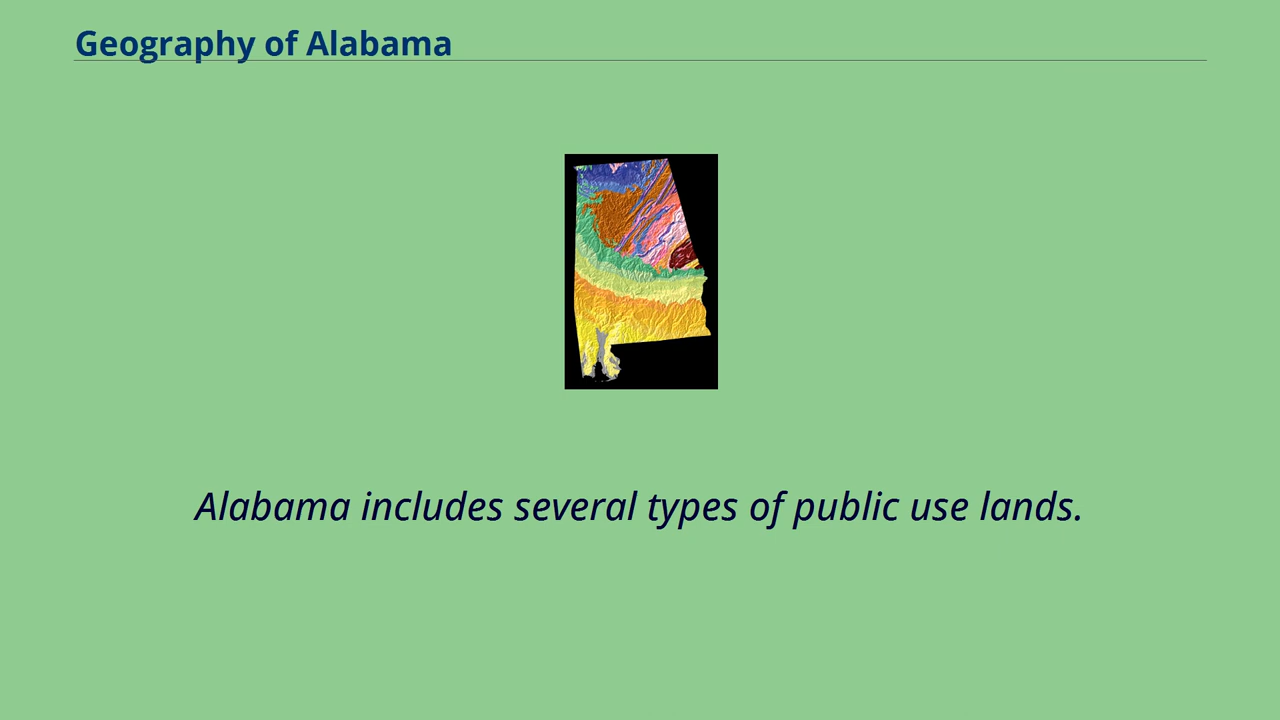 Geography of Alabama
Alabama includes several types of public use lands.